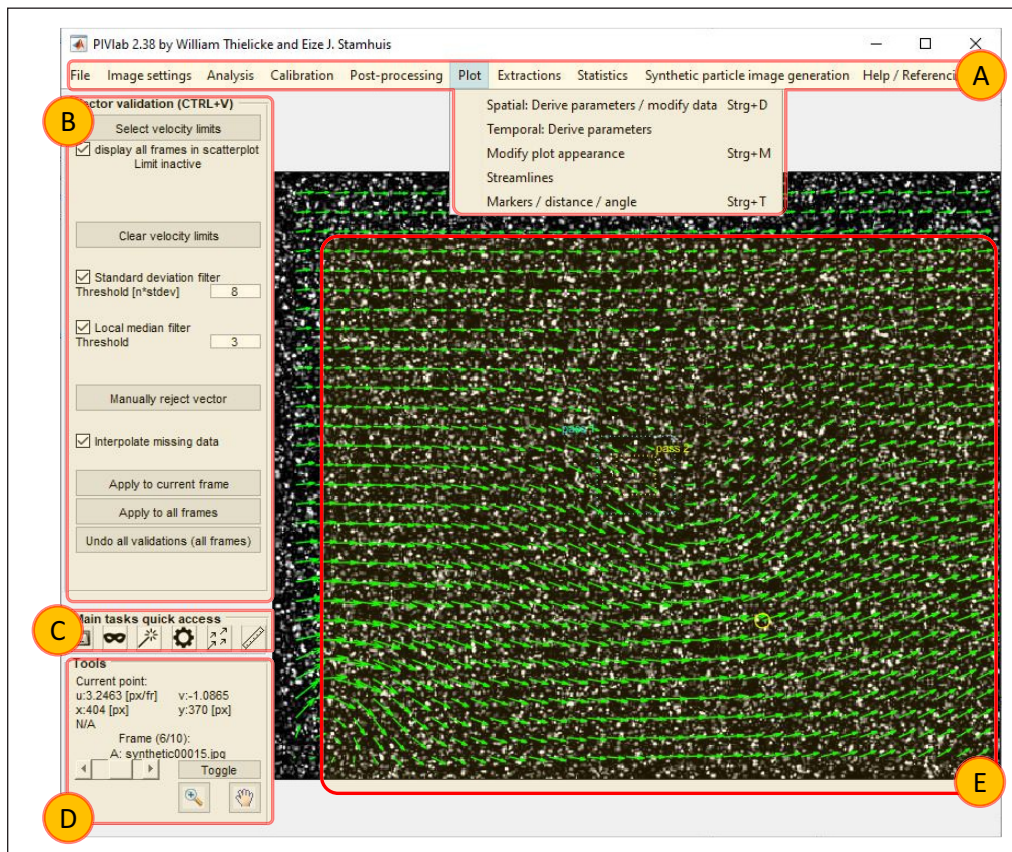 PIVlab 2.38 by William Thielicke and Eize J. Stamhuis
File Image settings Analysis Calibration Post-processing Plot Extractions Statistics Synthetic particle image generation Help / Referenci
A
Spatial: Derive parameters / modify data Strg+D
Temporal: Derive parameters
Modify plot appearance Strg+M
Streamlines
Markers / distance / angle Strg+T
B
ector validation (CTRL+V)
Select velocity limits
display all frames in scatterplot
Limit inactive
Clear velocity limits
Standard deviation filter
Threshold [n*stdev] 8
Local median filter
Threshold 3
Manually reject vector
Interpolate missing data
Apply to current frame
Apply to all frames
Undo all validations (all frames)
pass 1
pass 2
C
Main tasks quick access
Tools
Current point:
u:3.2463 [px/fr] v:-1.0865
x:404 [px] y:370 [px]
N/A
Frame (6/10):
A: synthetic00015.jpg
Toggle
D
E